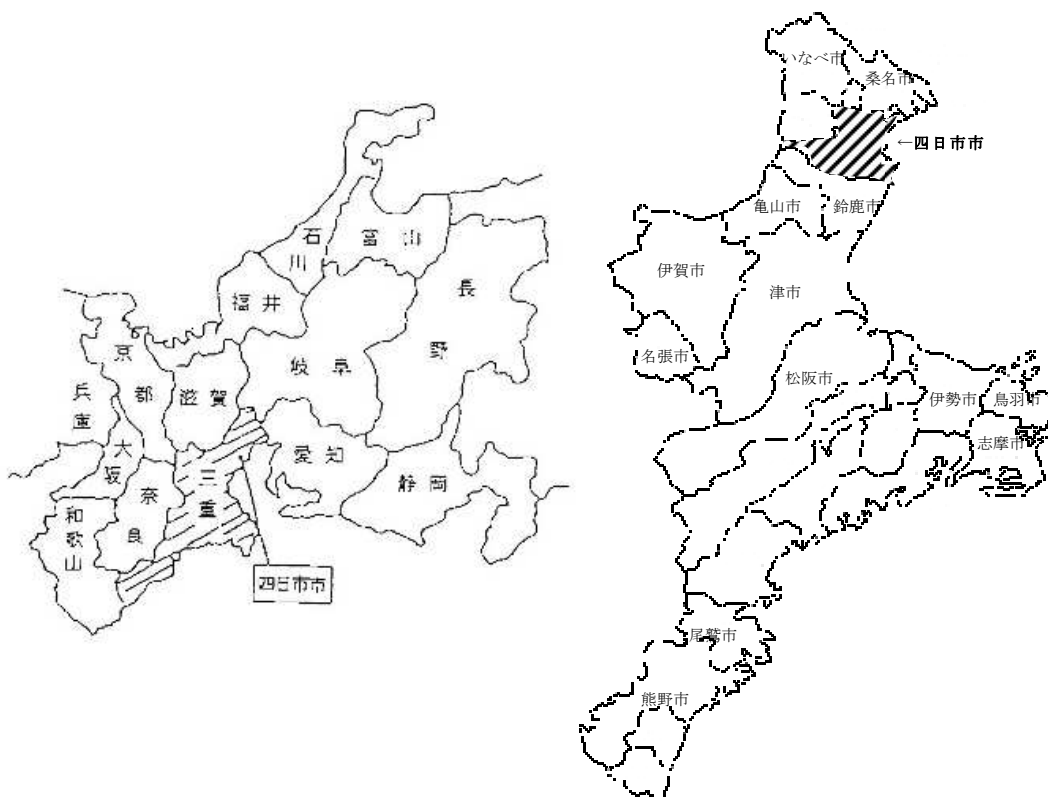 石川
富山
福井
長野
岐阜
京都
滋賀
兵庫
大阪
愛知
静岡
三重
奈良
和歌山
四日市市
いなべ市
桑名市
←四日市市
亀山市
鈴鹿市
伊賀市
津市
名張市
松阪市
伊勢市
鳥羽市
志摩市
尾鷲市
熊野市